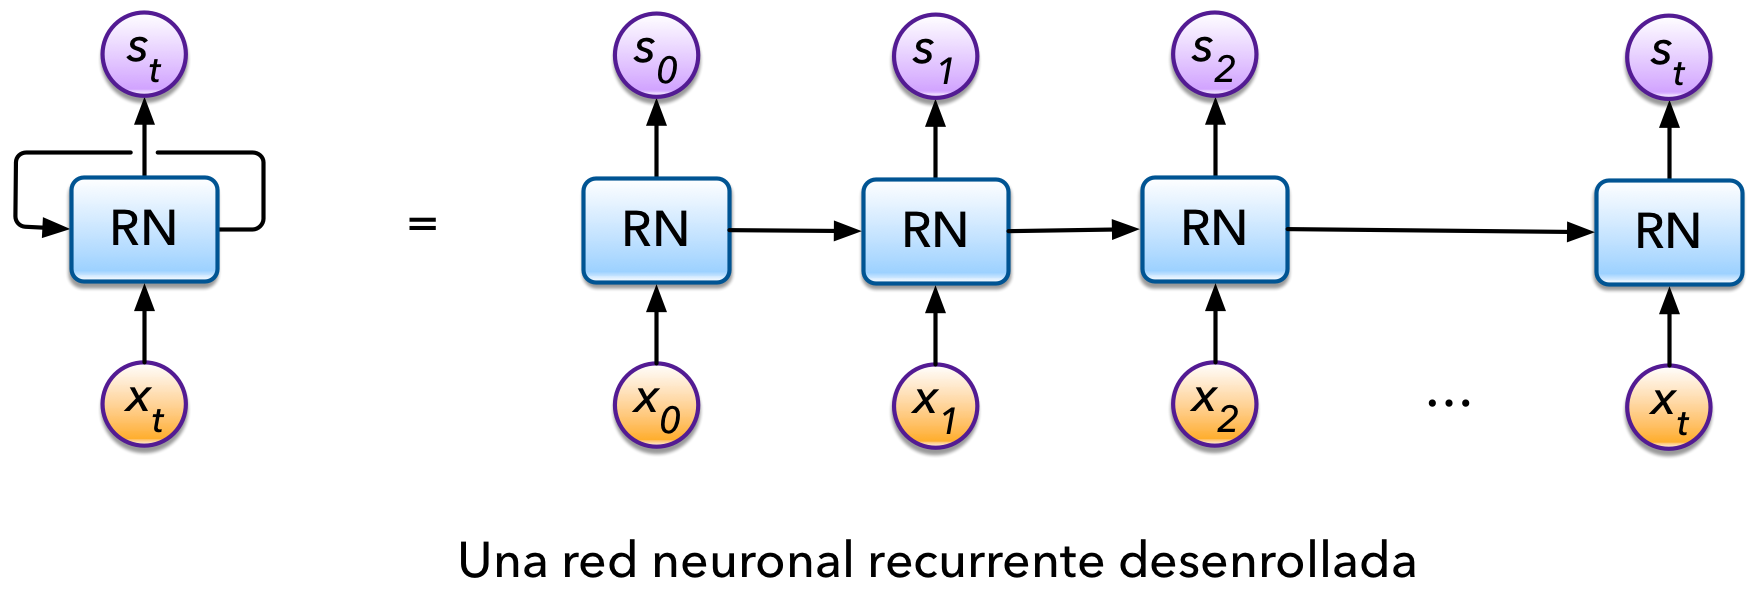 s_t s_0 s_1 s_2 s_t
RN = RN RN RN RN
x_t x_0 x_1 x_2 ... x_t
Una red neuronal recurrente desenrollada